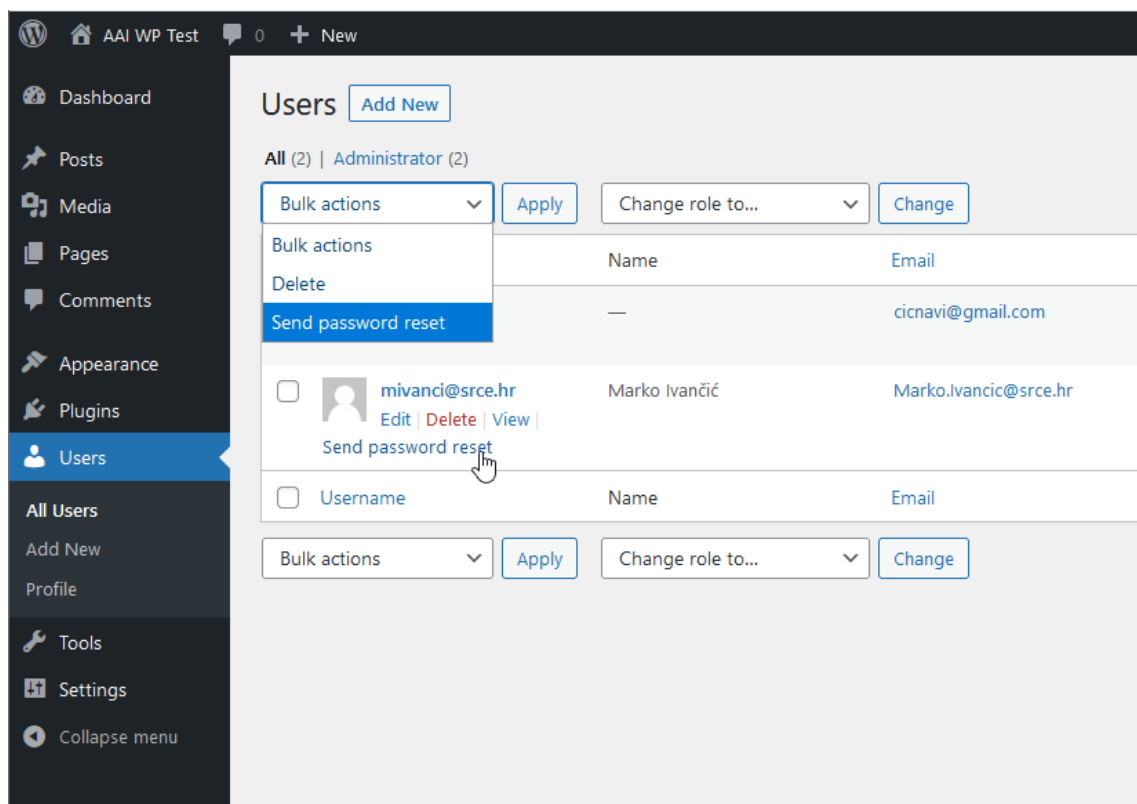 AAI WP Test 0 + New
Dashboard
Posts
Media
Pages
Comments
Appearance
Plugins
Users
All Users
Add New
Profile
Tools
Settings
Collapse menu
Users Add New
All (2) | Administrator (2)
Bulk actions Apply Change role to... Change
Bulk actions
Delete
Send password reset
Name Email
— cicnavi@gmail.com
mivanci@srce.hr Marko Ivančić Marko.Ivancic@srce.hr
Edit | Delete | View |
Send password reset
Username Name Email
Bulk actions Apply Change role to... Change